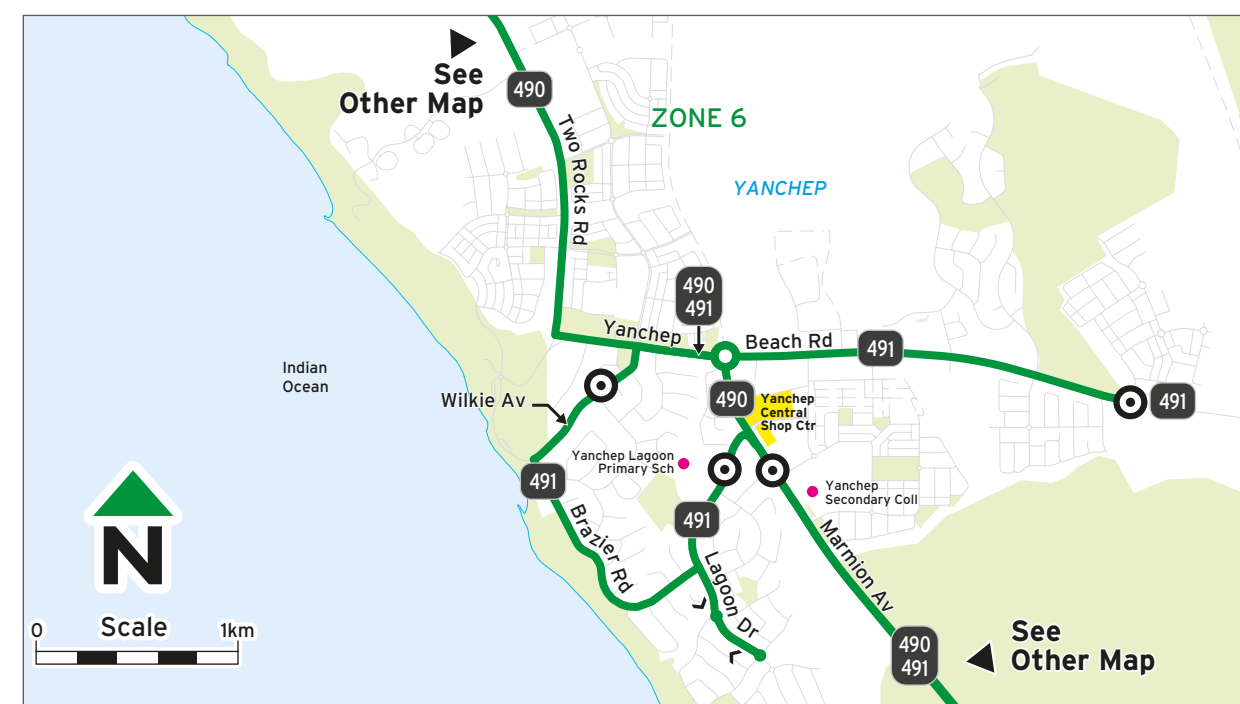 See
Other Map
490
Two Rocks Rd
ZONE 6
YANCHEP
490
491
Yanchep
Beach Rd
491
491
Indian
Ocean
Wilkie Av
490
Yanchep
Central
Shop Ctr
Yanchep Lagoon
Primary Sch
491
Yanchep
Secondary Coll
491
Brazier Rd
Lagoon Dr
Marmion Av
N
0
Scale
1km
490
491
See
Other Map